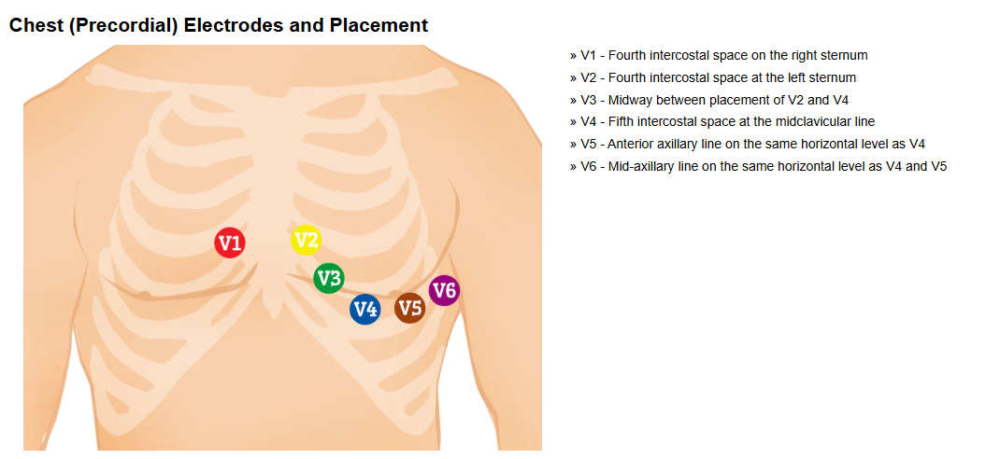 Chest (Precordial) Electrodes and Placement
» V1 - Fourth intercostal space on the right sternum
» V2 - Fourth intercostal space at the left sternum
» V3 - Midway between placement of V2 and V4
» V4 - Fifth intercostal space at the midclavicular line
» V5 - Anterior axillary line on the same horizontal level as V4
» V6 - Mid-axillary line on the same horizontal level as V4 and V5
V1
V2
V3
V4
V5
V6